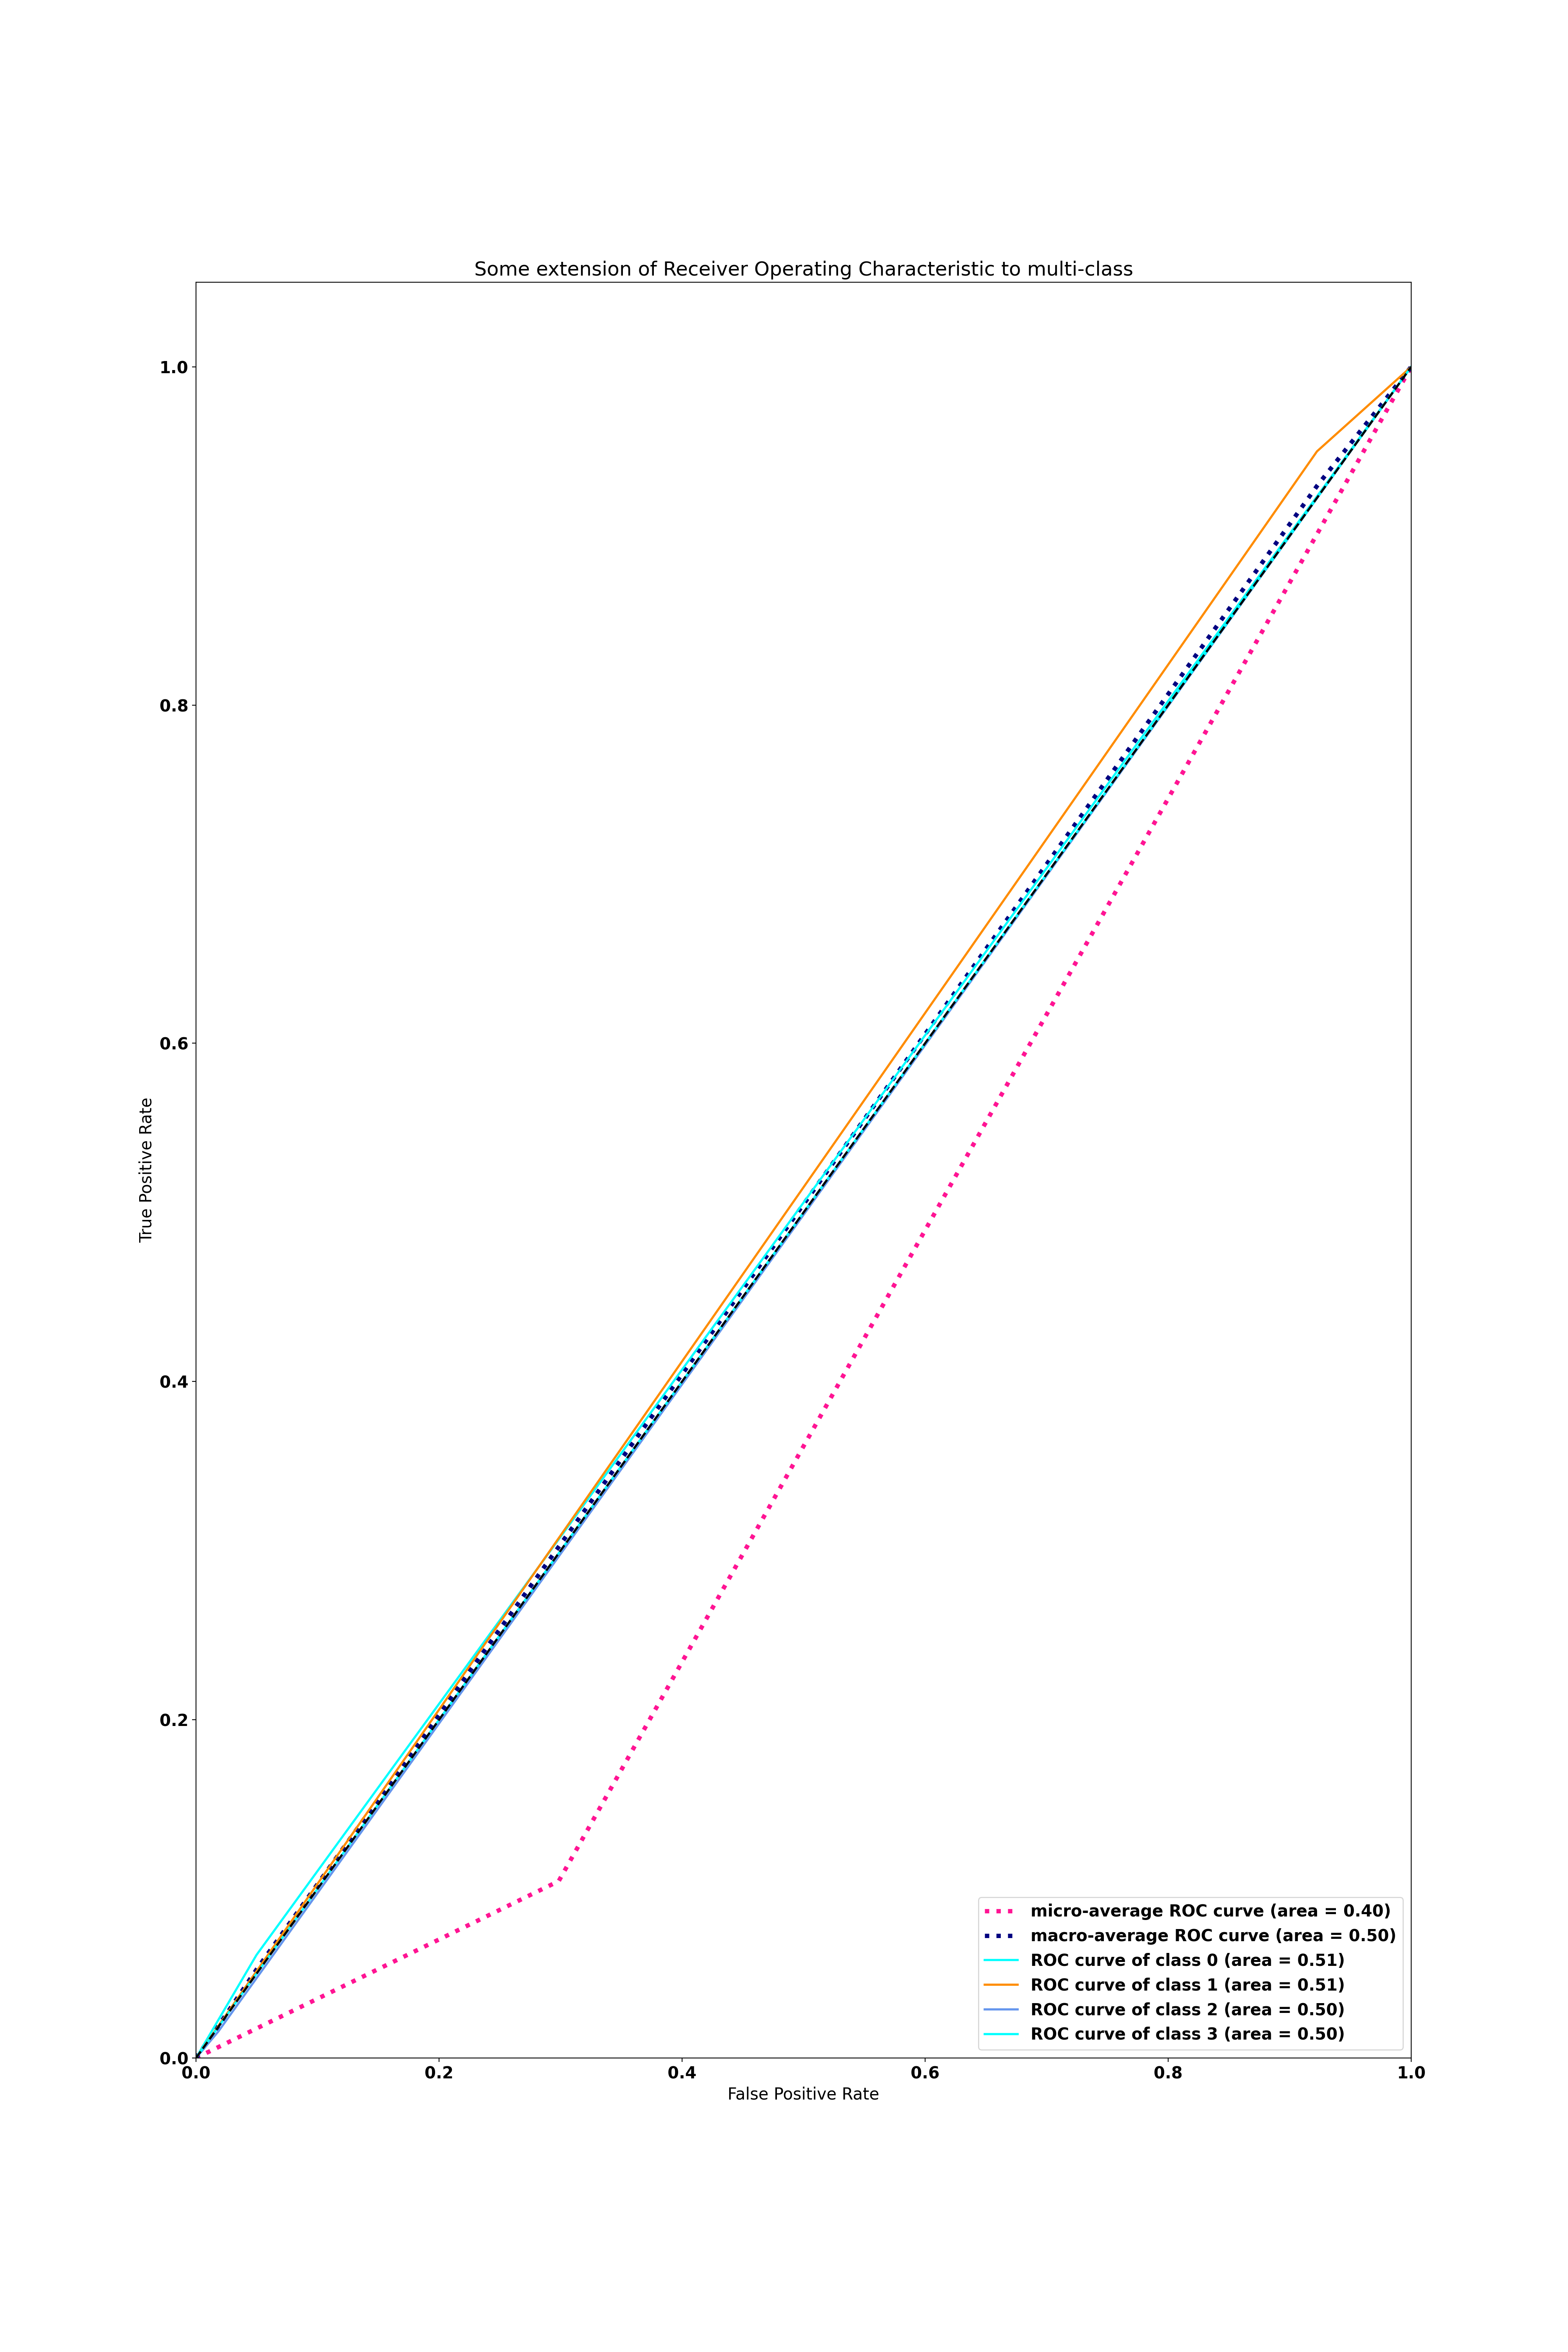 Some extension of Receiver Operating Characteristic to multi-class
1.0
0.8
0.6
0.4
0.2
0.0
True Positive Rate
0.0 0.2 0.4 0.6 0.8 1.0
False Positive Rate
micro-average ROC curve (area = 0.40)
macro-average ROC curve (area = 0.50)
ROC curve of class 0 (area = 0.51)
ROC curve of class 1 (area = 0.51)
ROC curve of class 2 (area = 0.50)
ROC curve of class 3 (area = 0.50)